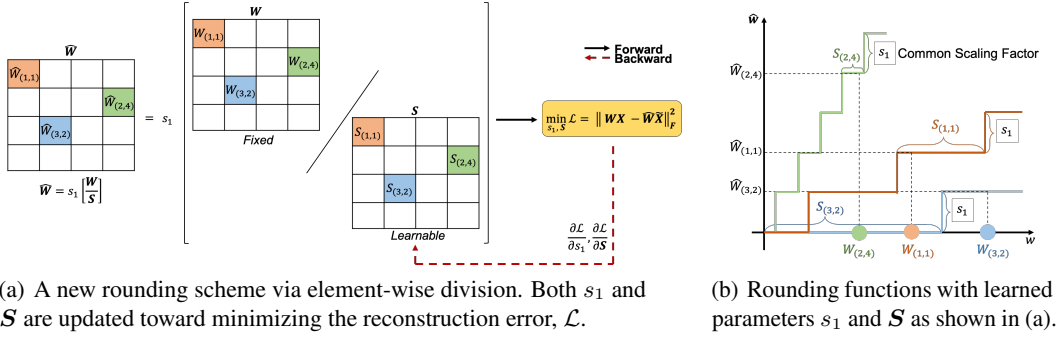 Ŵ
Ŵ(1,1)
Ŵ(2,4)
Ŵ(3,2)
Ŵ = s₁ ⌊W/S⌉
= s₁
W
W(1,1)
W(2,4)
W(3,2)
Fixed
S
S(1,1)
S(2,4)
S(3,2)
Learnable
Forward
Backward
min s₁, S ℒ = ‖ WX − ŴX̃ ‖²F
∂ℒ/∂s₁, ∂ℒ/∂S
ŵ
S(2,4)
s₁ Common Scaling Factor
Ŵ(2,4)
S(1,1)
s₁
Ŵ(1,1)
Ŵ(3,2)
S(3,2)
s₁
W(2,4) W(1,1) W(3,2)
w
(a) A new rounding scheme via element-wise division. Both s₁ and
S are updated toward minimizing the reconstruction error, ℒ.
(b) Rounding functions with learned
parameters s₁ and S as shown in (a).